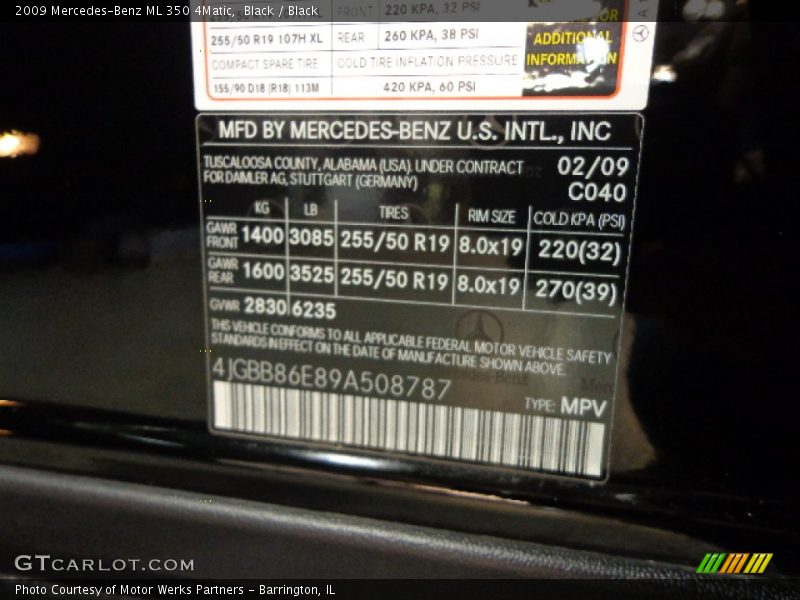 2009 Mercedes-Benz ML 350 4Matic, Black / Black
FRONT 220 KPA, 32 PSI
255/50 R19 107H XL REAR 260 KPA, 38 PSI
ADDITIONAL
COMPACT SPARE TIRE COLD TIRE INFLATION PRESSURE INFORMATION
155/90 D18 (R18) 113M 420 KPA, 60 PSI
MFD BY MERCEDES-BENZ U.S. INTL., INC
TUSCALOOSA COUNTY, ALABAMA (USA). UNDER CONTRACT 02/09
FOR DAIMLER AG, STUTTGART (GERMANY)
C040
KG LB TIRES RIM SIZE COLD KPA (PSI)
GAWR FRONT 1400 3085 255/50 R19 8.0x19 220(32)
GAWR REAR 1600 3525 255/50 R19 8.0x19 270(39)
GVWR 2830 6235
THIS VEHICLE CONFORMS TO ALL APPLICABLE FEDERAL MOTOR VEHICLE SAFETY
STANDARDS IN EFFECT ON THE DATE OF MANUFACTURE SHOWN ABOVE.
4JGBB86E89A508787
TYPE: MPV
GTCARLOT.COM
Photo Courtesy of Motor Werks Partners - Barrington, IL